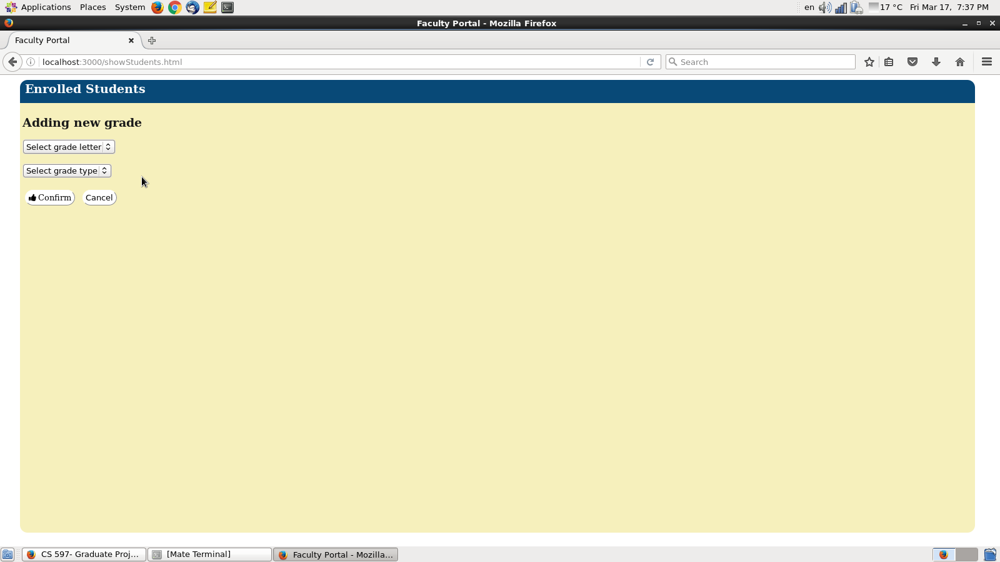 Applications Places System en 17 °C Fri Mar 17, 7:37 PM
Faculty Portal - Mozilla Firefox
Faculty Portal
localhost:3000/showStudents.html Search
Enrolled Students
Adding new grade
Select grade letter
Select grade type
Confirm Cancel
CS 597- Graduate Proj... [Mate Terminal] Faculty Portal - Mozilla...